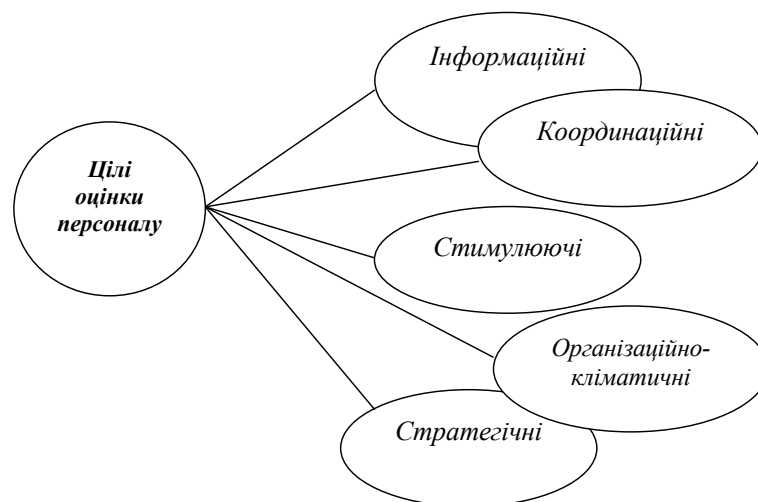 Цілі
оцінки
персоналу
Інформаційні
Координаційні
Стимулюючі
Організаційно-
кліматичні
Стратегічні